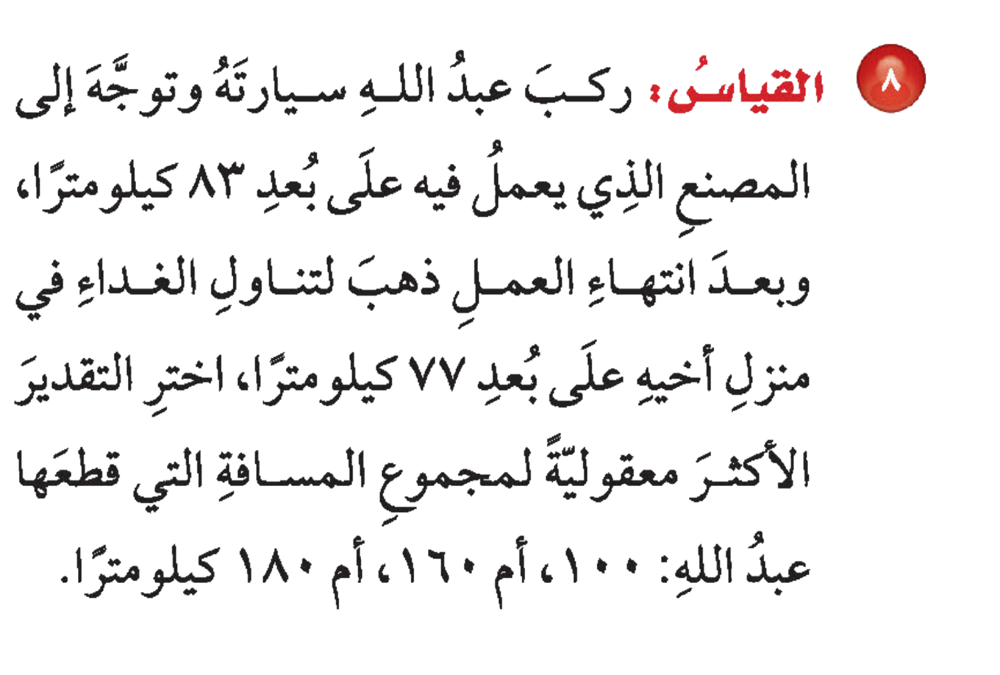 ٨ القياسُ: ركبَ عبدُ اللهِ سيارتَهُ وتوجَّهَ إلى
المصنعِ الذِي يعملُ فيه علَى بُعدِ ٨٣ كيلومترًا،
وبعدَ انتهاءِ العملِ ذهبَ لتناولِ الغداءِ في
منزلِ أخيهِ علَى بُعدِ ٧٧ كيلومترًا، اخترِ التقديرَ
الأكثرَ معقوليّةً لمجموعِ المسافةِ التي قطعَها
عبدُ اللهِ: ١٠٠، أم ١٦٠، أم ١٨٠ كيلومترًا.